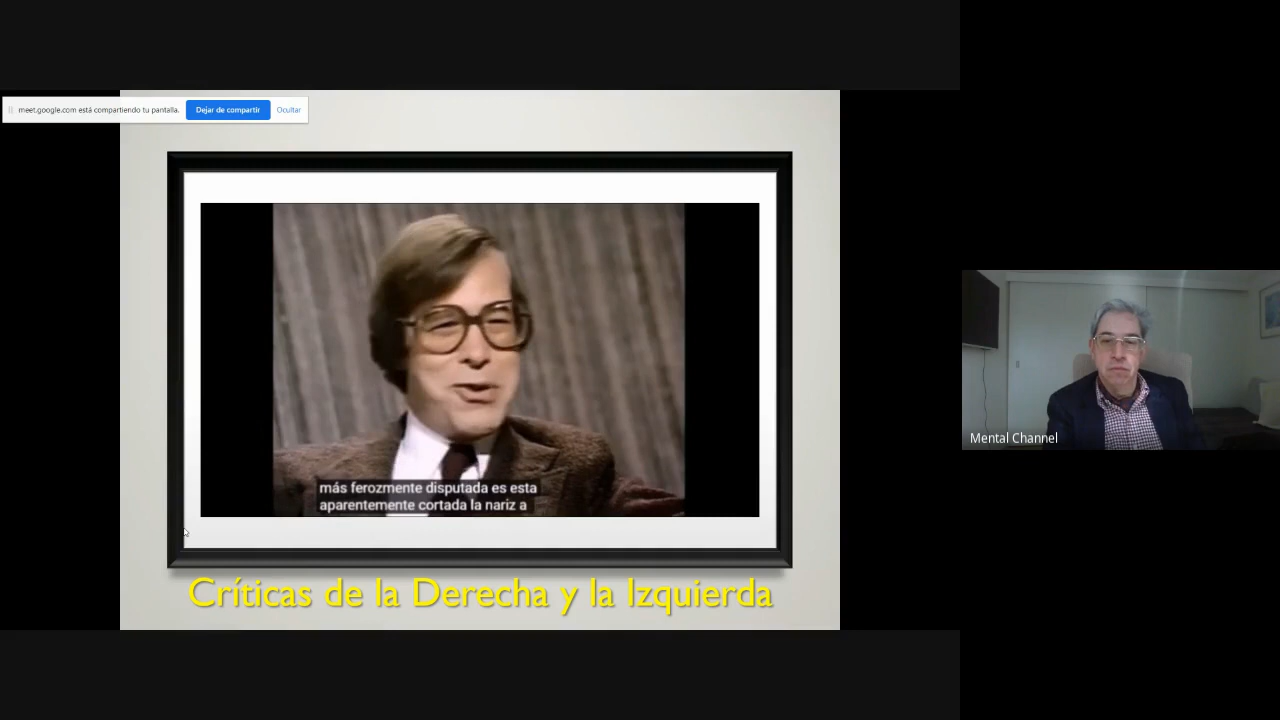 meet.google.com está compartiendo tu pantalla.
Dejar de compartir
Ocultar
más ferozmente disputada es esta
aparentemente cortada la nariz a
Críticas de la Derecha y la Izquierda
Mental Channel